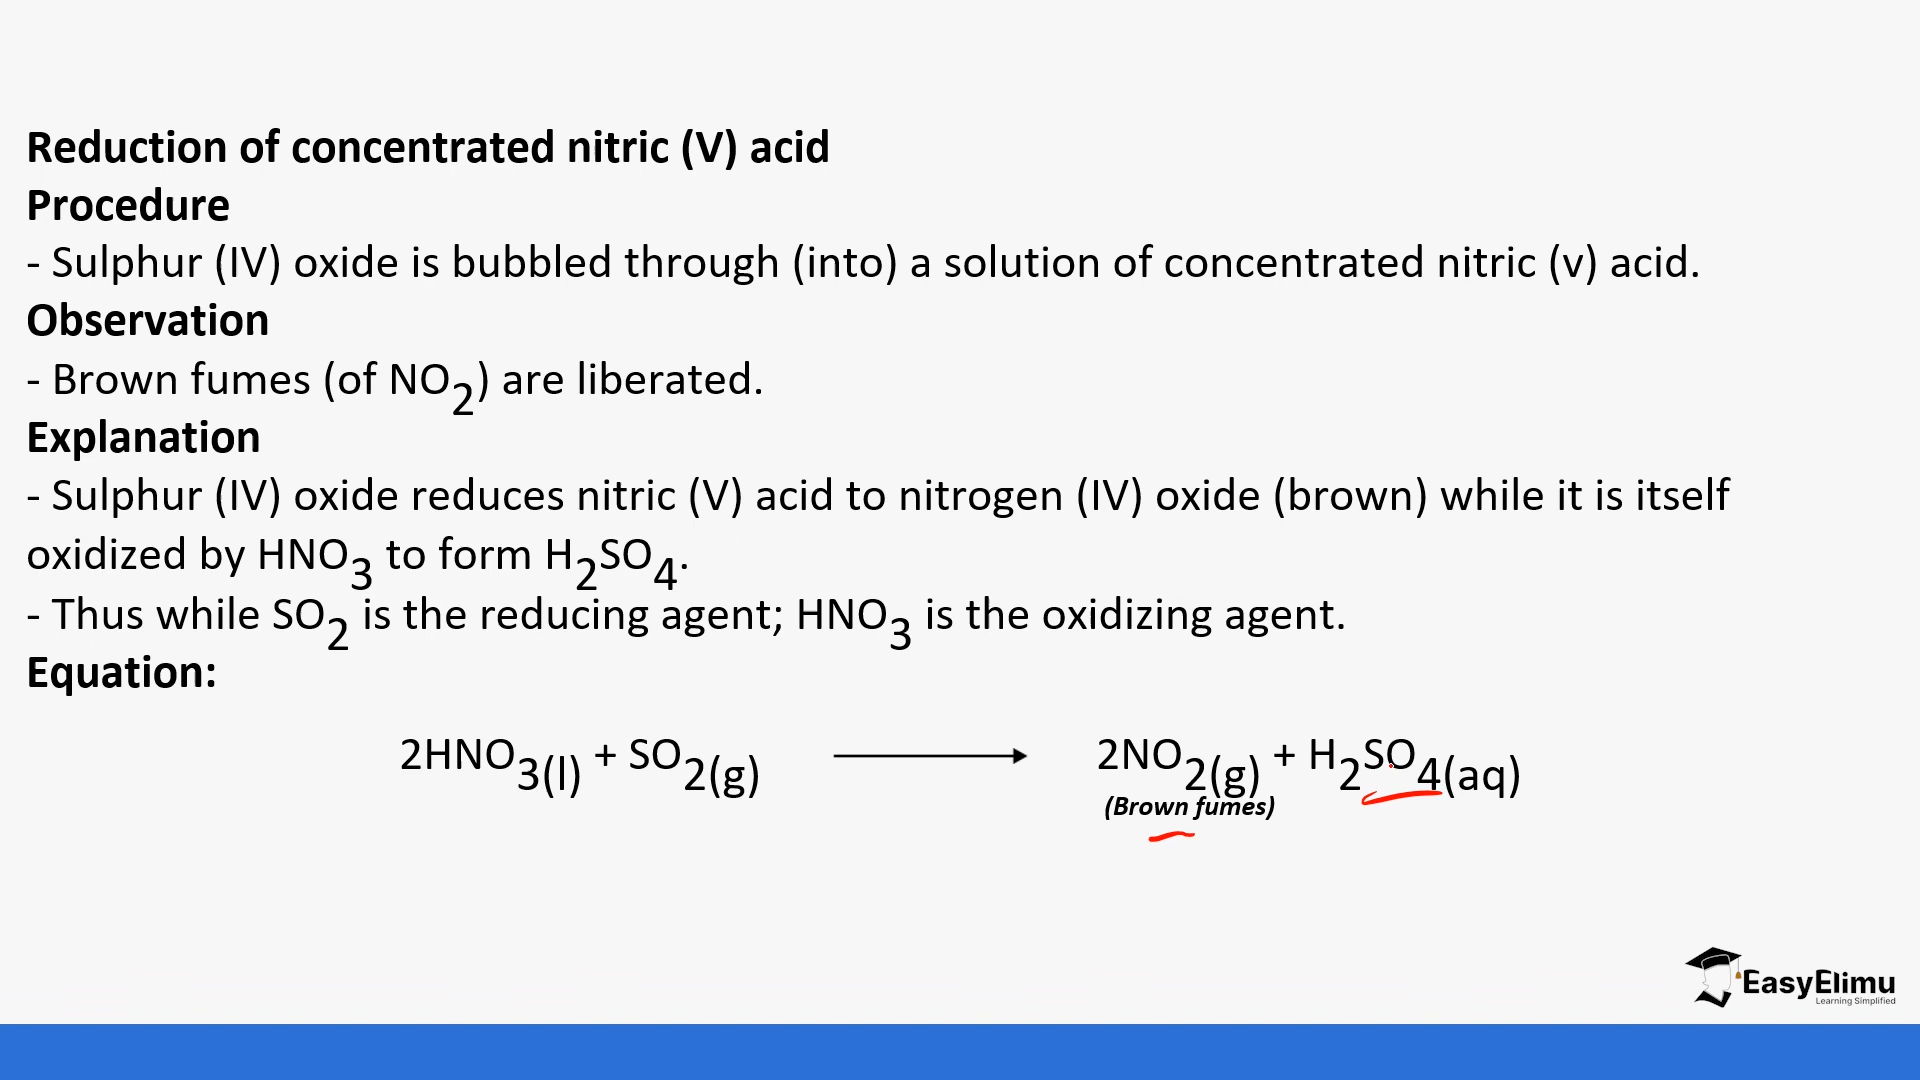 Reduction of concentrated nitric (V) acid
Procedure
- Sulphur (IV) oxide is bubbled through (into) a solution of concentrated nitric (v) acid.
Observation
- Brown fumes (of NO₂) are liberated.
Explanation
- Sulphur (IV) oxide reduces nitric (V) acid to nitrogen (IV) oxide (brown) while it is itself
oxidized by HNO₃ to form H₂SO₄.
- Thus while SO₂ is the reducing agent; HNO₃ is the oxidizing agent.
Equation:
2HNO₃(l) + SO₂(g) ⟶ 2NO₂(g) + H₂SO₄(aq)
(Brown fumes)
EasyElimu
Learning Simplified